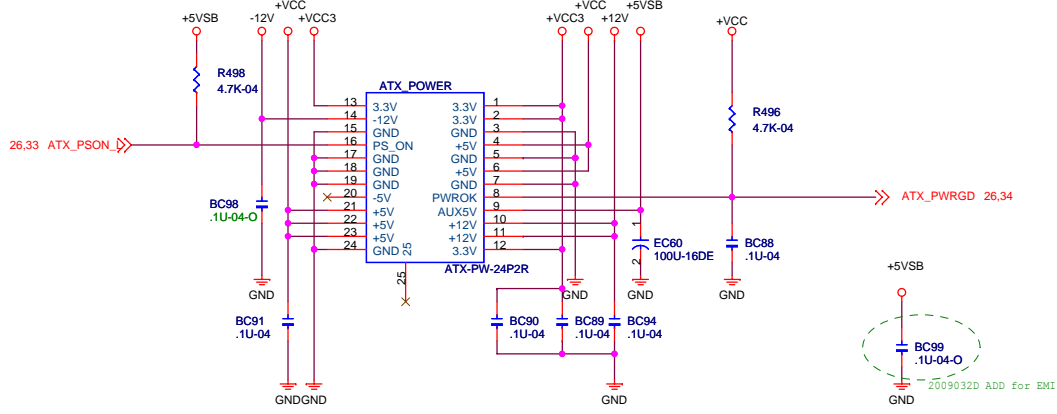 +5VSB
-12V
+VCC
+VCC3
+VCC3
+VCC
+12V
+5VSB
+VCC
R498
4.7K-04
ATX_POWER
R496
4.7K-04
13 3.3V 3.3V 1
14 -12V 3.3V 2
15 GND GND 3
16 PS_ON +5V 4
17 GND GND 5
18 GND +5V 6
19 GND GND 7
20 -5V PWROK 8
21 +5V AUX5V 9
22 +5V +12V 10
23 +5V +12V 11
24 GND 3.3V 12
25
25
ATX-PW-24P2R
26,33 ATX_PSON_L
ATX_PWRGD 26,34
BC98
.1U-04-O
GND
1
EC60
100U-16DE
2
GND
GND
BC88
.1U-04
GND
BC91
.1U-04
GND
GND
BC90
.1U-04
BC89
.1U-04
BC94
.1U-04
GND
+5VSB
BC99
.1U-04-O
GND
2009032D ADD for EMI